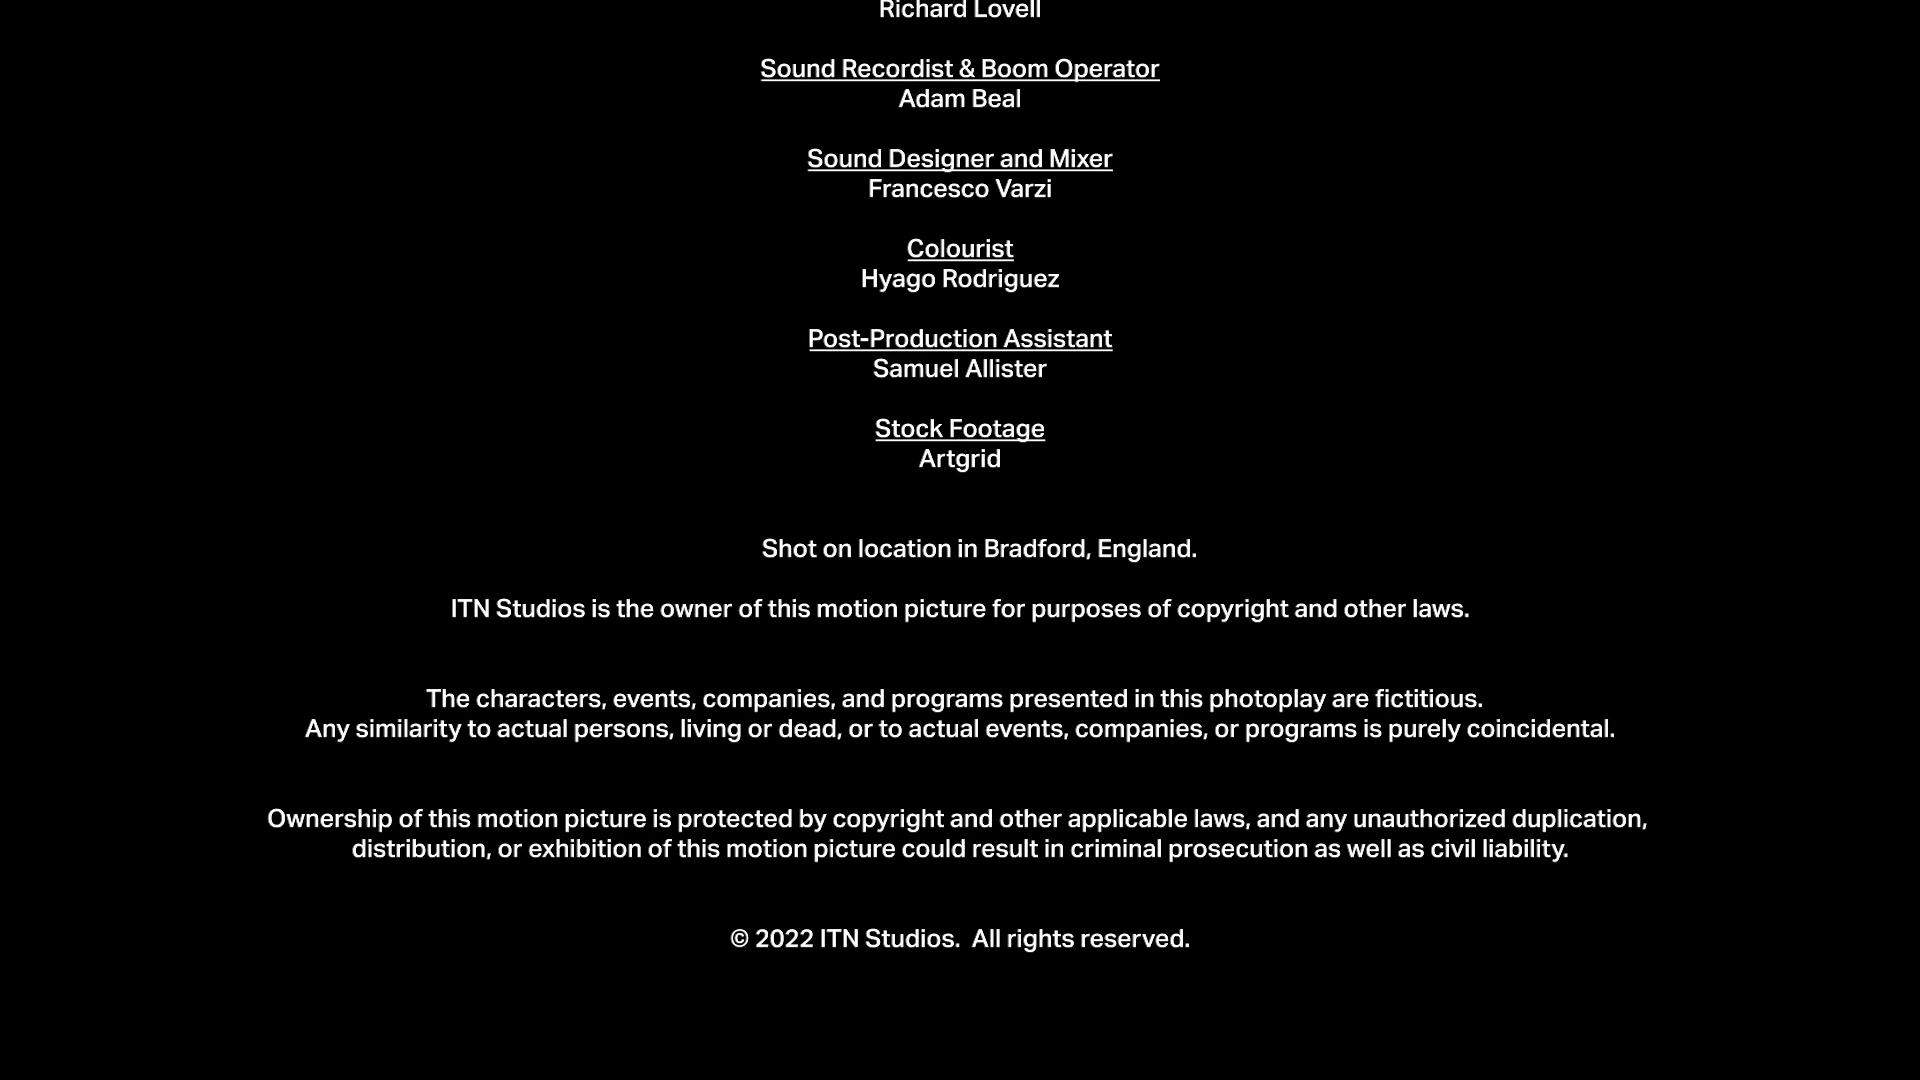 Richard Lovell
Sound Recordist & Boom Operator
Adam Beal
Sound Designer and Mixer
Francesco Varzi
Colourist
Hyago Rodriguez
Post-Production Assistant
Samuel Allister
Stock Footage
Artgrid
Shot on location in Bradford, England.
ITN Studios is the owner of this motion picture for purposes of copyright and other laws.
The characters, events, companies, and programs presented in this photoplay are fictitious.
Any similarity to actual persons, living or dead, or to actual events, companies, or programs is purely coincidental.
Ownership of this motion picture is protected by copyright and other applicable laws, and any unauthorized duplication,
distribution, or exhibition of this motion picture could result in criminal prosecution as well as civil liability.
© 2022 ITN Studios.  All rights reserved.